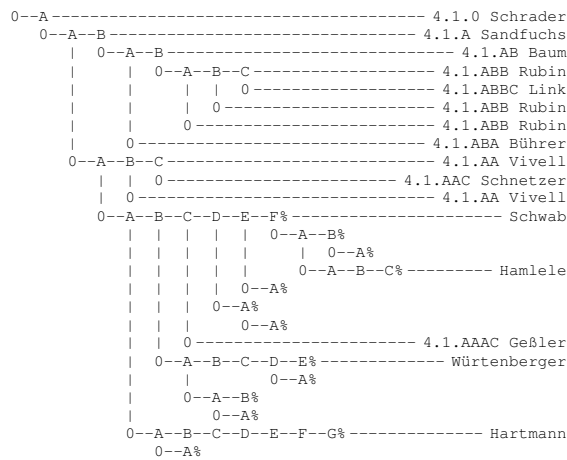 0--A---------------------------------------- 4.1.0 Schrader
0--A--B--------------------------------- 4.1.A Sandfuchs
| 0--A--B------------------------------ 4.1.AB Baum
| | 0--A--B--C-------------------- 4.1.ABB Rubin
| | | | 0-------------------- 4.1.ABBC Link
| | | 0----------------------- 4.1.ABB Rubin
| | 0-------------------------- 4.1.ABB Rubin
| 0-------------------------------- 4.1.ABA Bührer
0--A--B--C----------------------------- 4.1.AA Vivell
| | 0------------------------- 4.1.AAC Schnetzer
| 0-------------------------------- 4.1.AA Vivell
0--A--B--C--D--E--F%----------------------- Schwab
| | | | | 0--A--B%
| | | | | | 0--A%
| | | | | 0--A--B--C%--------- Hamlele
| | | | 0--A%
| | | 0--A%
| | | 0--A%
| | 0------------------------ 4.1.AAAC Geßler
| 0--A--B--C--D--E%------------- Würtenberger
| | 0--A%
| 0--A--B%
| 0--A%
0--A--B--C--D--E--F--G%-------------- Hartmann
0--A%